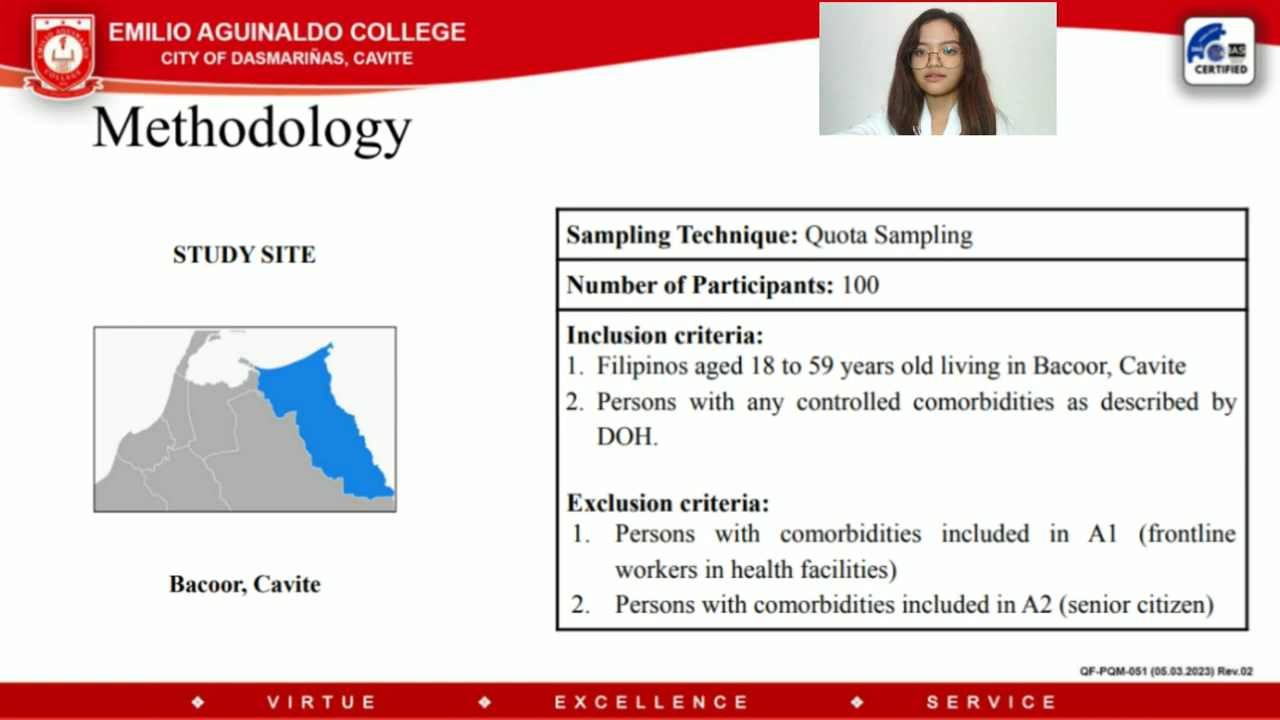 EMILIO AGUINALDO COLLEGE
CITY OF DASMARIÑAS, CAVITE
CERTIFIED
Methodology
STUDY SITE
Bacoor, Cavite
Sampling Technique: Quota Sampling
Number of Participants: 100
Inclusion criteria:
1. Filipinos aged 18 to 59 years old living in Bacoor, Cavite
2. Persons with any controlled comorbidities as described by
DOH.
Exclusion criteria:
1. Persons with comorbidities included in A1 (frontline
workers in health facilities)
2. Persons with comorbidities included in A2 (senior citizen)
QF-PQM-051 (05.03.2023) Rev.02
❖ VIRTUE ❖ EXCELLENCE ❖ SERVICE